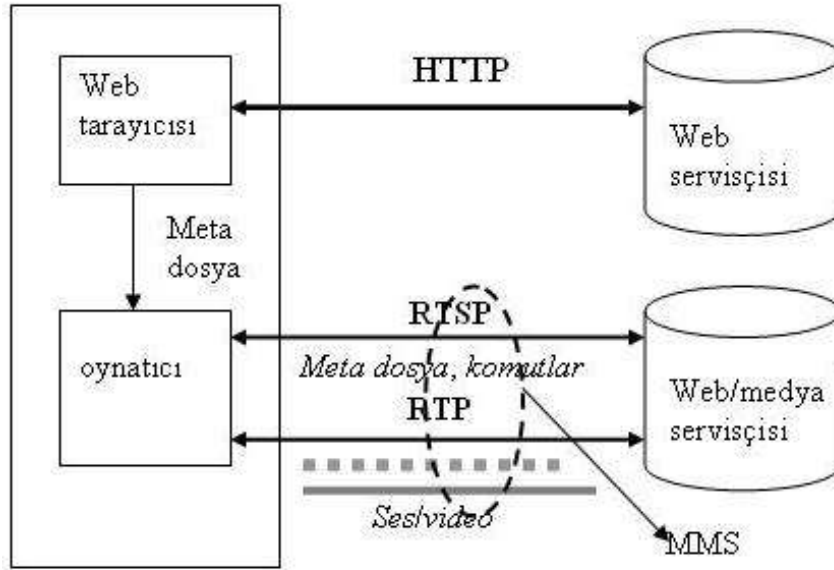 HTTP
Web
tarayıcısı
Web
servisçisi
Meta
dosya
RTSP
oynatıcı
Meta dosya, komutlar
Web/medya
servisçisi
RTP
Ses/video
MMS